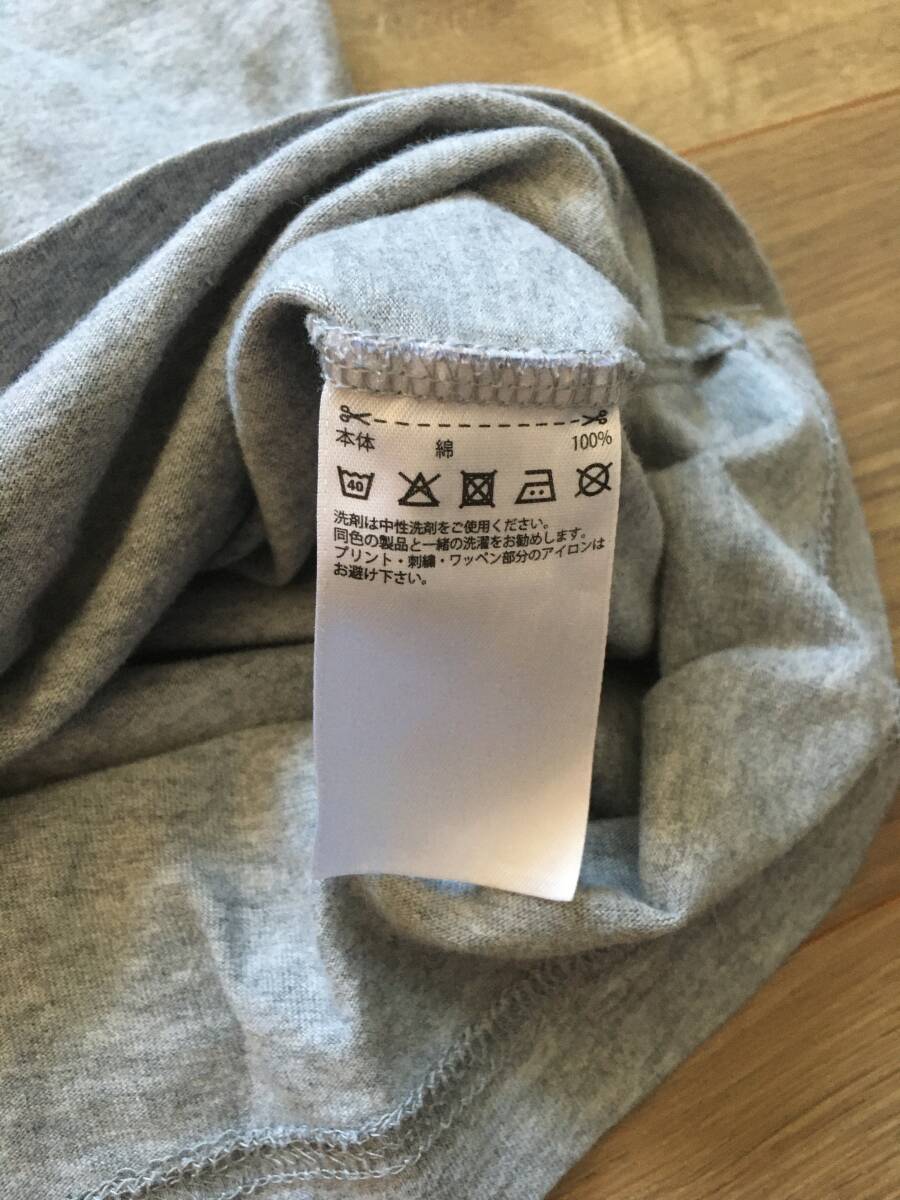 本体 綿 100%
40
洗剤は中性洗剤をご使用ください。
同色の製品と一緒の洗濯をお勧めします。
プリント・刺繍・ワッペン部分のアイロンは
お避け下さい。